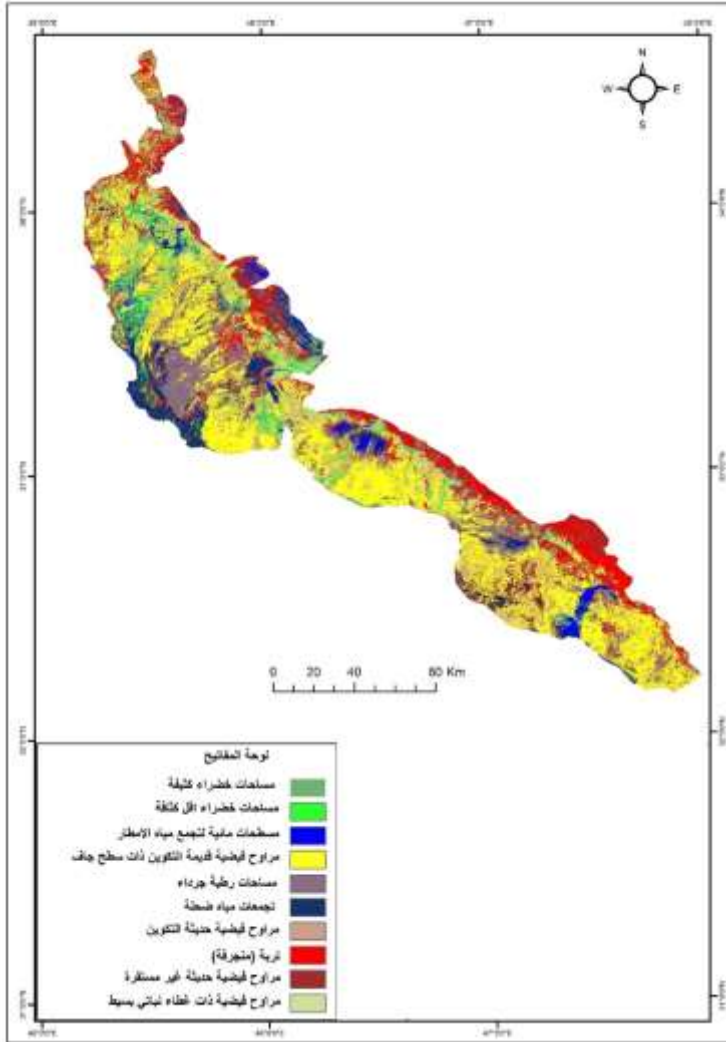 N
W E
S
0 20 40 80 Km
لوحة المفاتيح
مساحات خضراء كثيفة
مساحات خضراء اقل كثافة
مسطحات مائية لتجمع مياه الامطار
مراوح فيضية قديمة التكوين ذات سطح جاف
مساحات رطبة جرداء
تجمعات مياه ضحلة
مراوح فيضية حديثة التكوين
تربة (منجرفة)
مراوح فيضية حديثة غير مستقرة
مراوح فيضية ذات غطاء نباتي بسيط